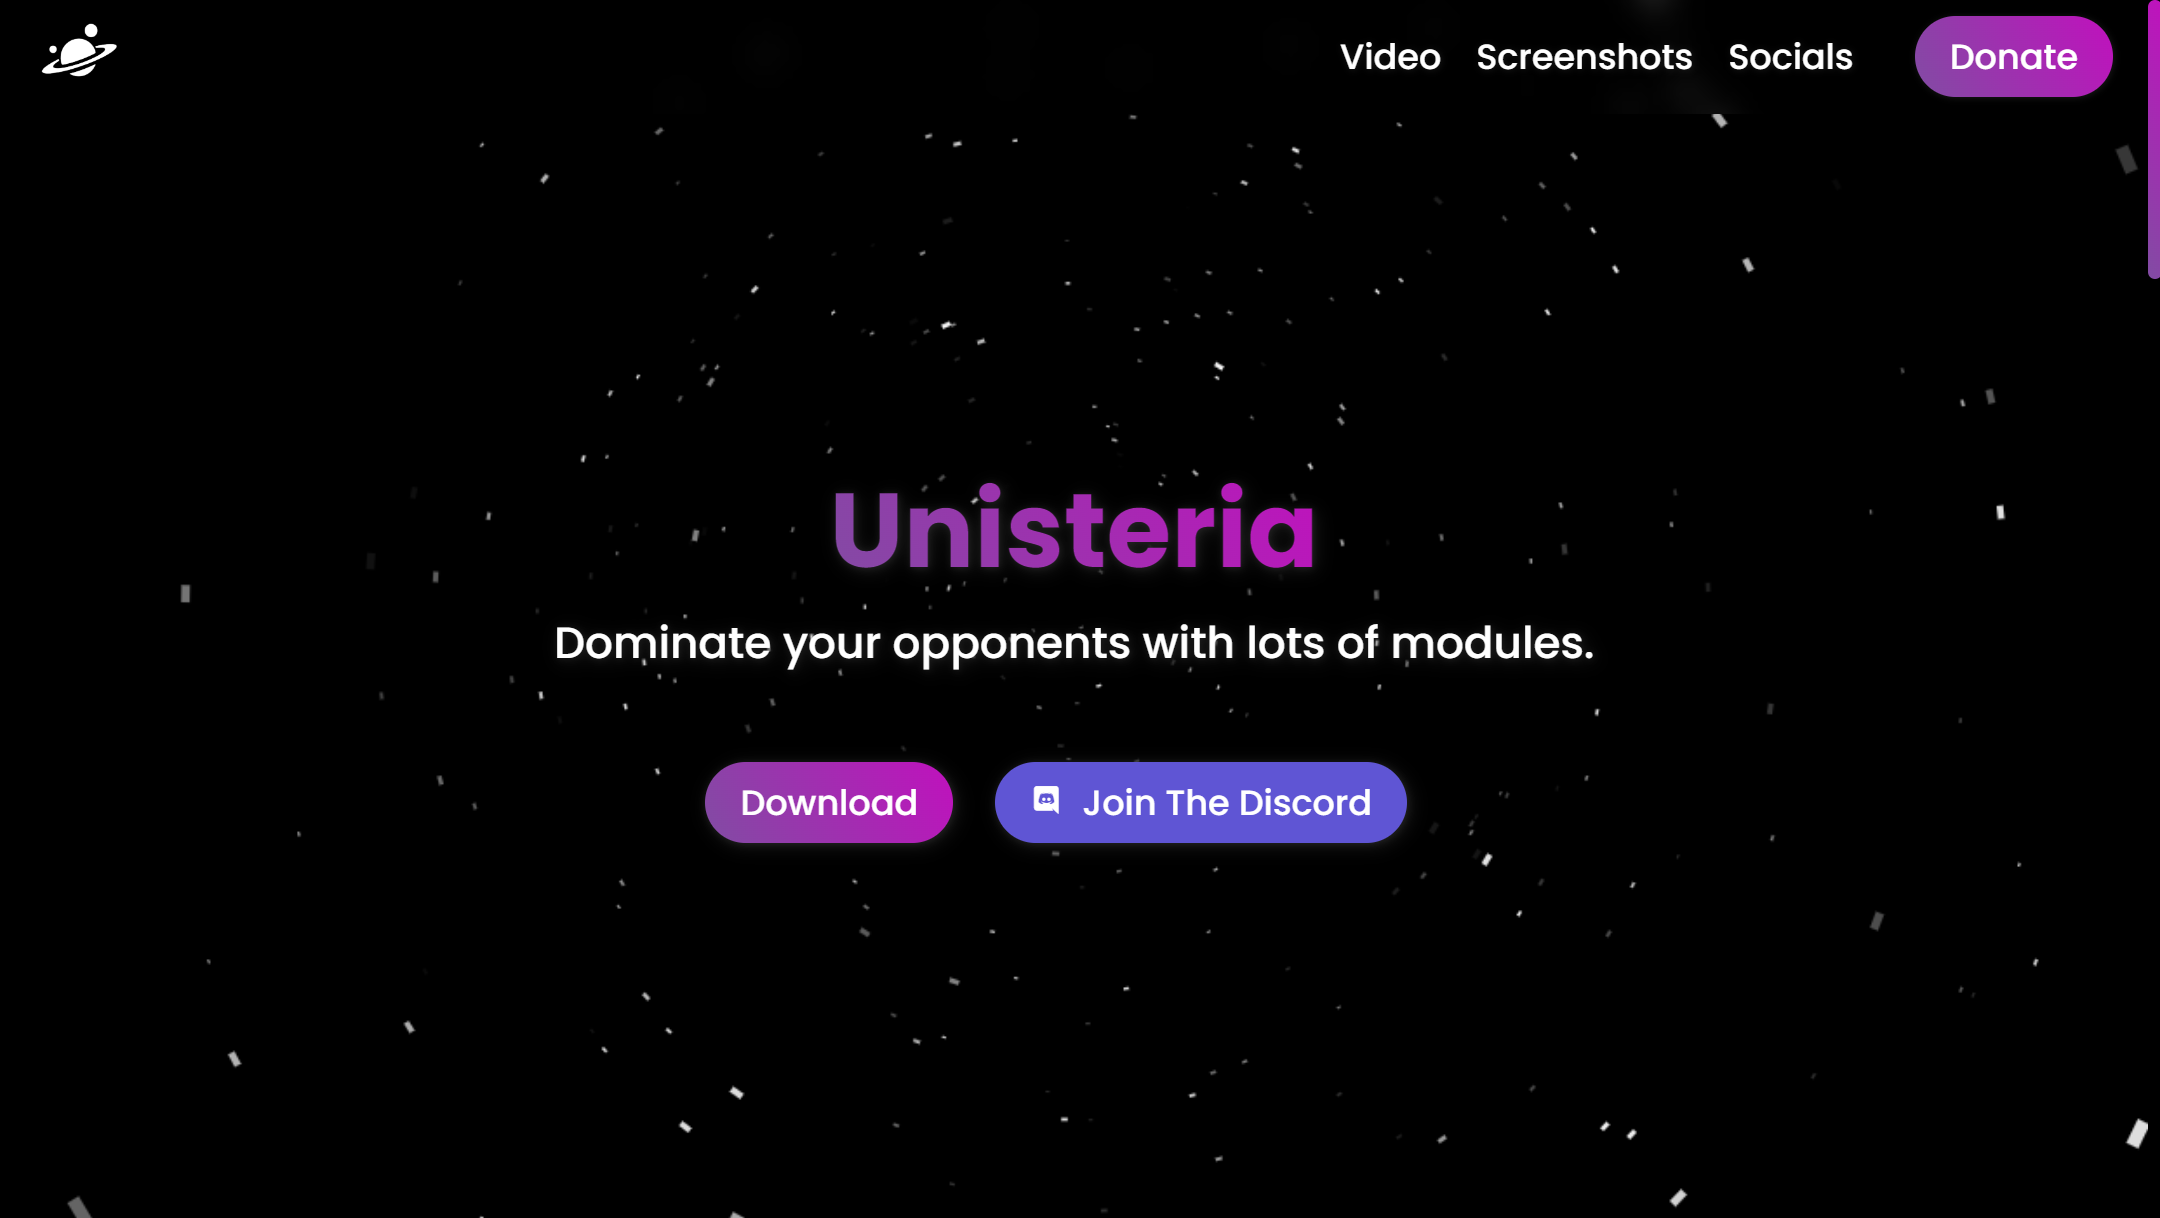 Video
Screenshots
Socials
Donate
Unisteria
Dominate your opponents with lots of modules.
Download
Join The Discord